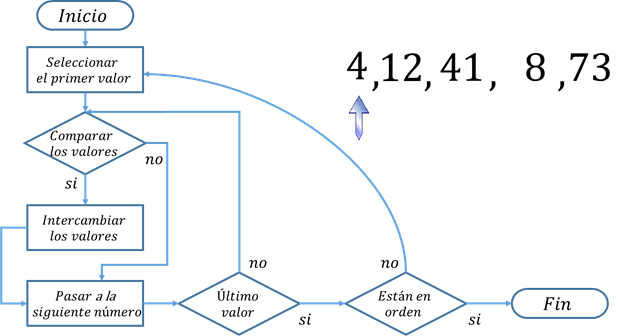 Inicio
Seleccionar
el primer valor
4, 12, 41, 8, 73
Comparar
los valores
no
si
Intercambiar
los valores
Pasar a la
siguiente número
no
Último
valor
si
no
Están en
orden
si
Fin